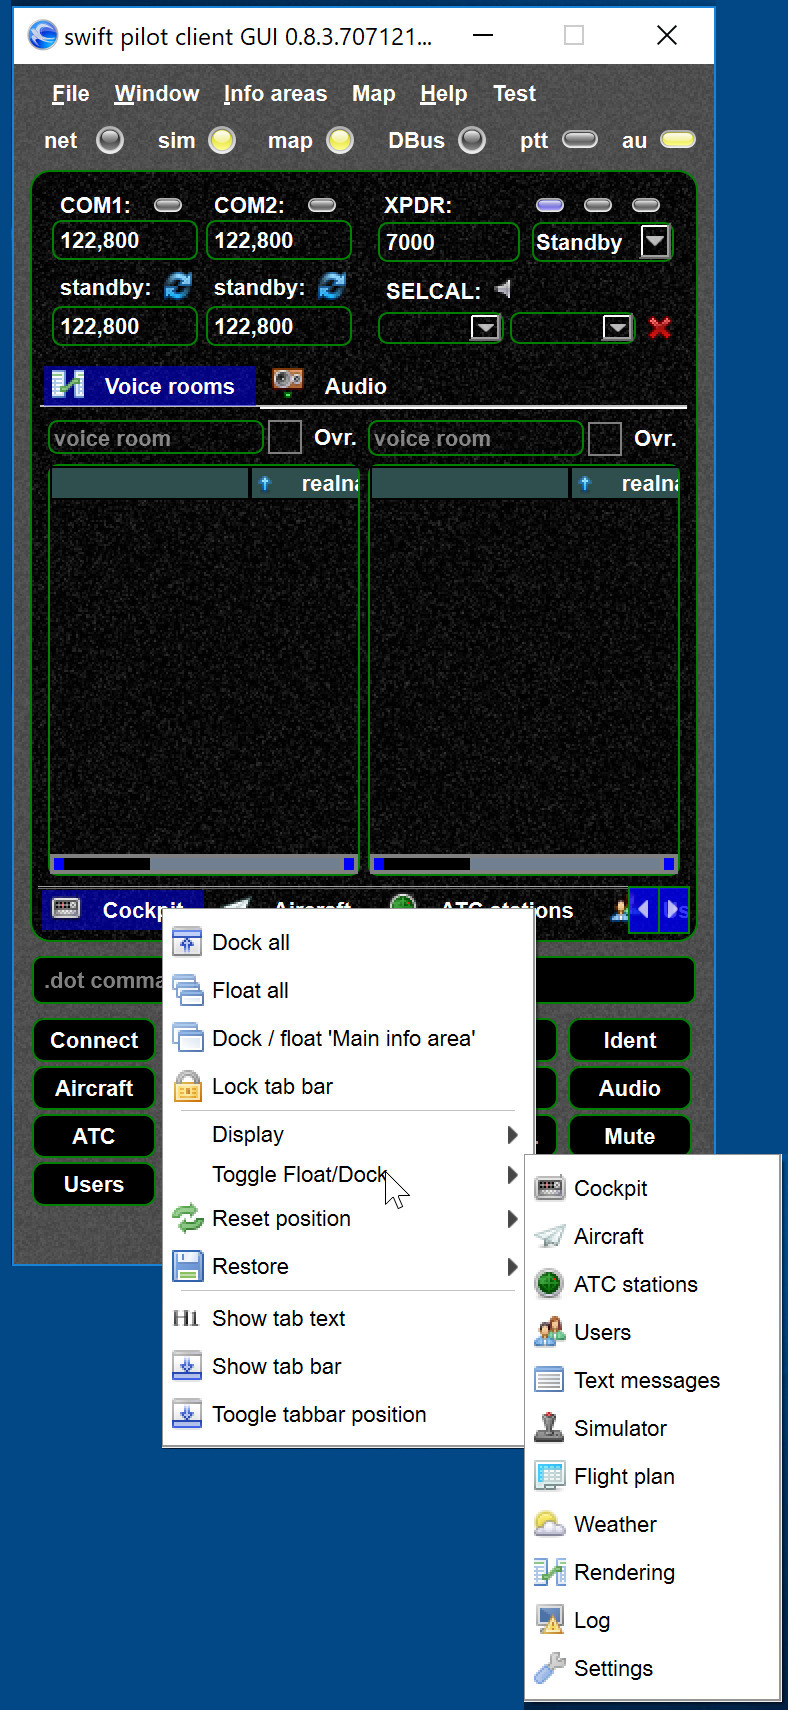 swift pilot client GUI 0.8.3.707121...
File Window Info areas Map Help Test
net sim map DBus ptt au
COM1: COM2: XPDR:
122,800 122,800 7000 Standby
standby: standby: SELCAL:
122,800 122,800
Voice rooms Audio
voice room Ovr. voice room Ovr.
realna realna
Cockpit Aircraft ATC stations
.dot comma
Connect Ident
Aircraft Audio
ATC Mute
Users
Dock all
Float all
Dock / float 'Main info area'
Lock tab bar
Display
Toggle Float/Dock
Reset position
Restore
H1 Show tab text
Show tab bar
Toogle tabbar position
Cockpit
Aircraft
ATC stations
Users
Text messages
Simulator
Flight plan
Weather
Rendering
Log
Settings